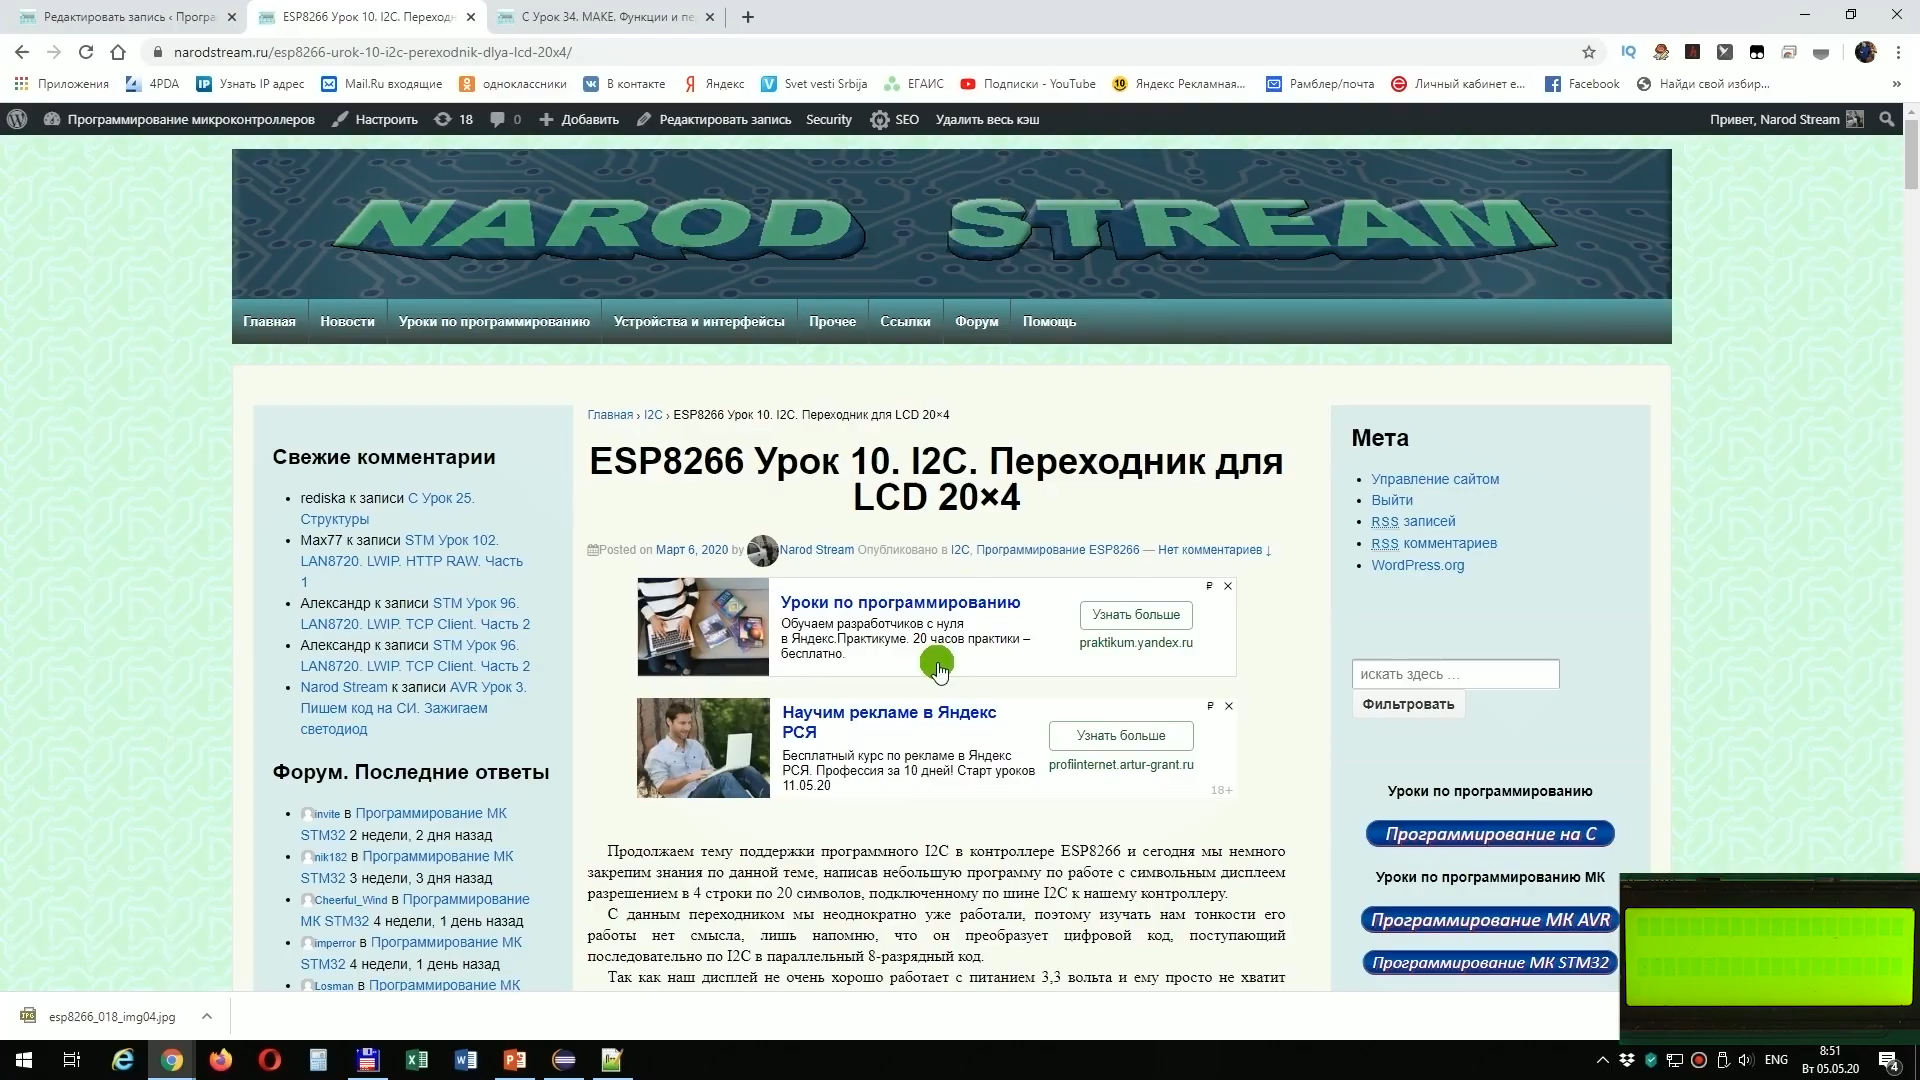 Редактировать запись ‹ Програ
ESP8266 Урок 10. I2C. Переходн
С Урок 34. MAKE. Функции и пе
narodstream.ru/esp8266-urok-10-i2c-perexodnik-dlya-lcd-20x4/
Приложения
4PDA
Узнать IP адрес
Mail.Ru входящие
одноклассники
В контакте
Яндекс
Svet vesti Srbija
ЕГАИС
Подписки - YouTube
Яндекс Рекламная...
Рамблер/почта
Личный кабинет е...
Facebook
Найди свой избир...
Программирование микроконтроллеров
Настроить
18
0
Добавить
Редактировать запись
Security
SEO
Удалить весь кэш
Привет, Narod Stream
NAROD STREAM
Главная
Новости
Уроки по программированию
Устройства и интерфейсы
Прочее
Ссылки
Форум
Помощь
Свежие комментарии
rediska к записи С Урок 25.
Структуры
Max77 к записи STM Урок 102.
LAN8720. LWIP. HTTP RAW. Часть
1
Александр к записи STM Урок 96.
LAN8720. LWIP. TCP Client. Часть 2
Александр к записи STM Урок 96.
LAN8720. LWIP. TCP Client. Часть 2
Narod Stream к записи AVR Урок 3.
Пишем код на СИ. Зажигаем
светодиод
Форум. Последние ответы
invite в Программирование МК
STM32 2 недели, 2 дня назад
nik182 в Программирование МК
STM32 3 недели, 3 дня назад
Cheerful_Wind в Программирование
МК STM32 4 недели, 1 день назад
imperror в Программирование МК
STM32 4 недели, 1 день назад
Losman в Программирование МК
Главная › I2C › ESP8266 Урок 10. I2C. Переходник для LCD 20×4
ESP8266 Урок 10. I2C. Переходник для
LCD 20×4
Posted on Март 6, 2020 by Narod Stream Опубликовано в I2C, Программирование ESP8266 — Нет комментариев ↓
Уроки по программированию
Обучаем разработчиков с нуля
в Яндекс.Практикуме. 20 часов практики –
бесплатно.
Узнать больше
praktikum.yandex.ru
Научим рекламе в Яндекс
РСЯ
Бесплатный курс по рекламе в Яндекс
РСЯ. Профессия за 10 дней! Старт уроков
11.05.20
Узнать больше
profiinternet.artur-grant.ru
18+
Продолжаем тему поддержки программного I2C в контроллере ESP8266 и сегодня мы немного
закрепим знания по данной теме, написав небольшую программу по работе с символьным дисплеем
разрешением в 4 строки по 20 символов, подключенному по шине I2C к нашему контроллеру.
С данным переходником мы неоднократно уже работали, поэтому изучать нам тонкости его
работы нет смысла, лишь напомню, что он преобразует цифровой код, поступающий
последовательно по I2C в параллельный 8-разрядный код.
Так как наш дисплей не очень хорошо работает с питанием 3,3 вольта и ему просто не хватит
Мета
Управление сайтом
Выйти
RSS записей
RSS комментариев
WordPress.org
искать здесь …
Фильтровать
Уроки по программированию
Программирование на С
Уроки по программированию МК
Программирование МК AVR
Программирование МК STM32
esp8266_018_img04.jpg
ENG
8:51
Вт 05.05.20
4